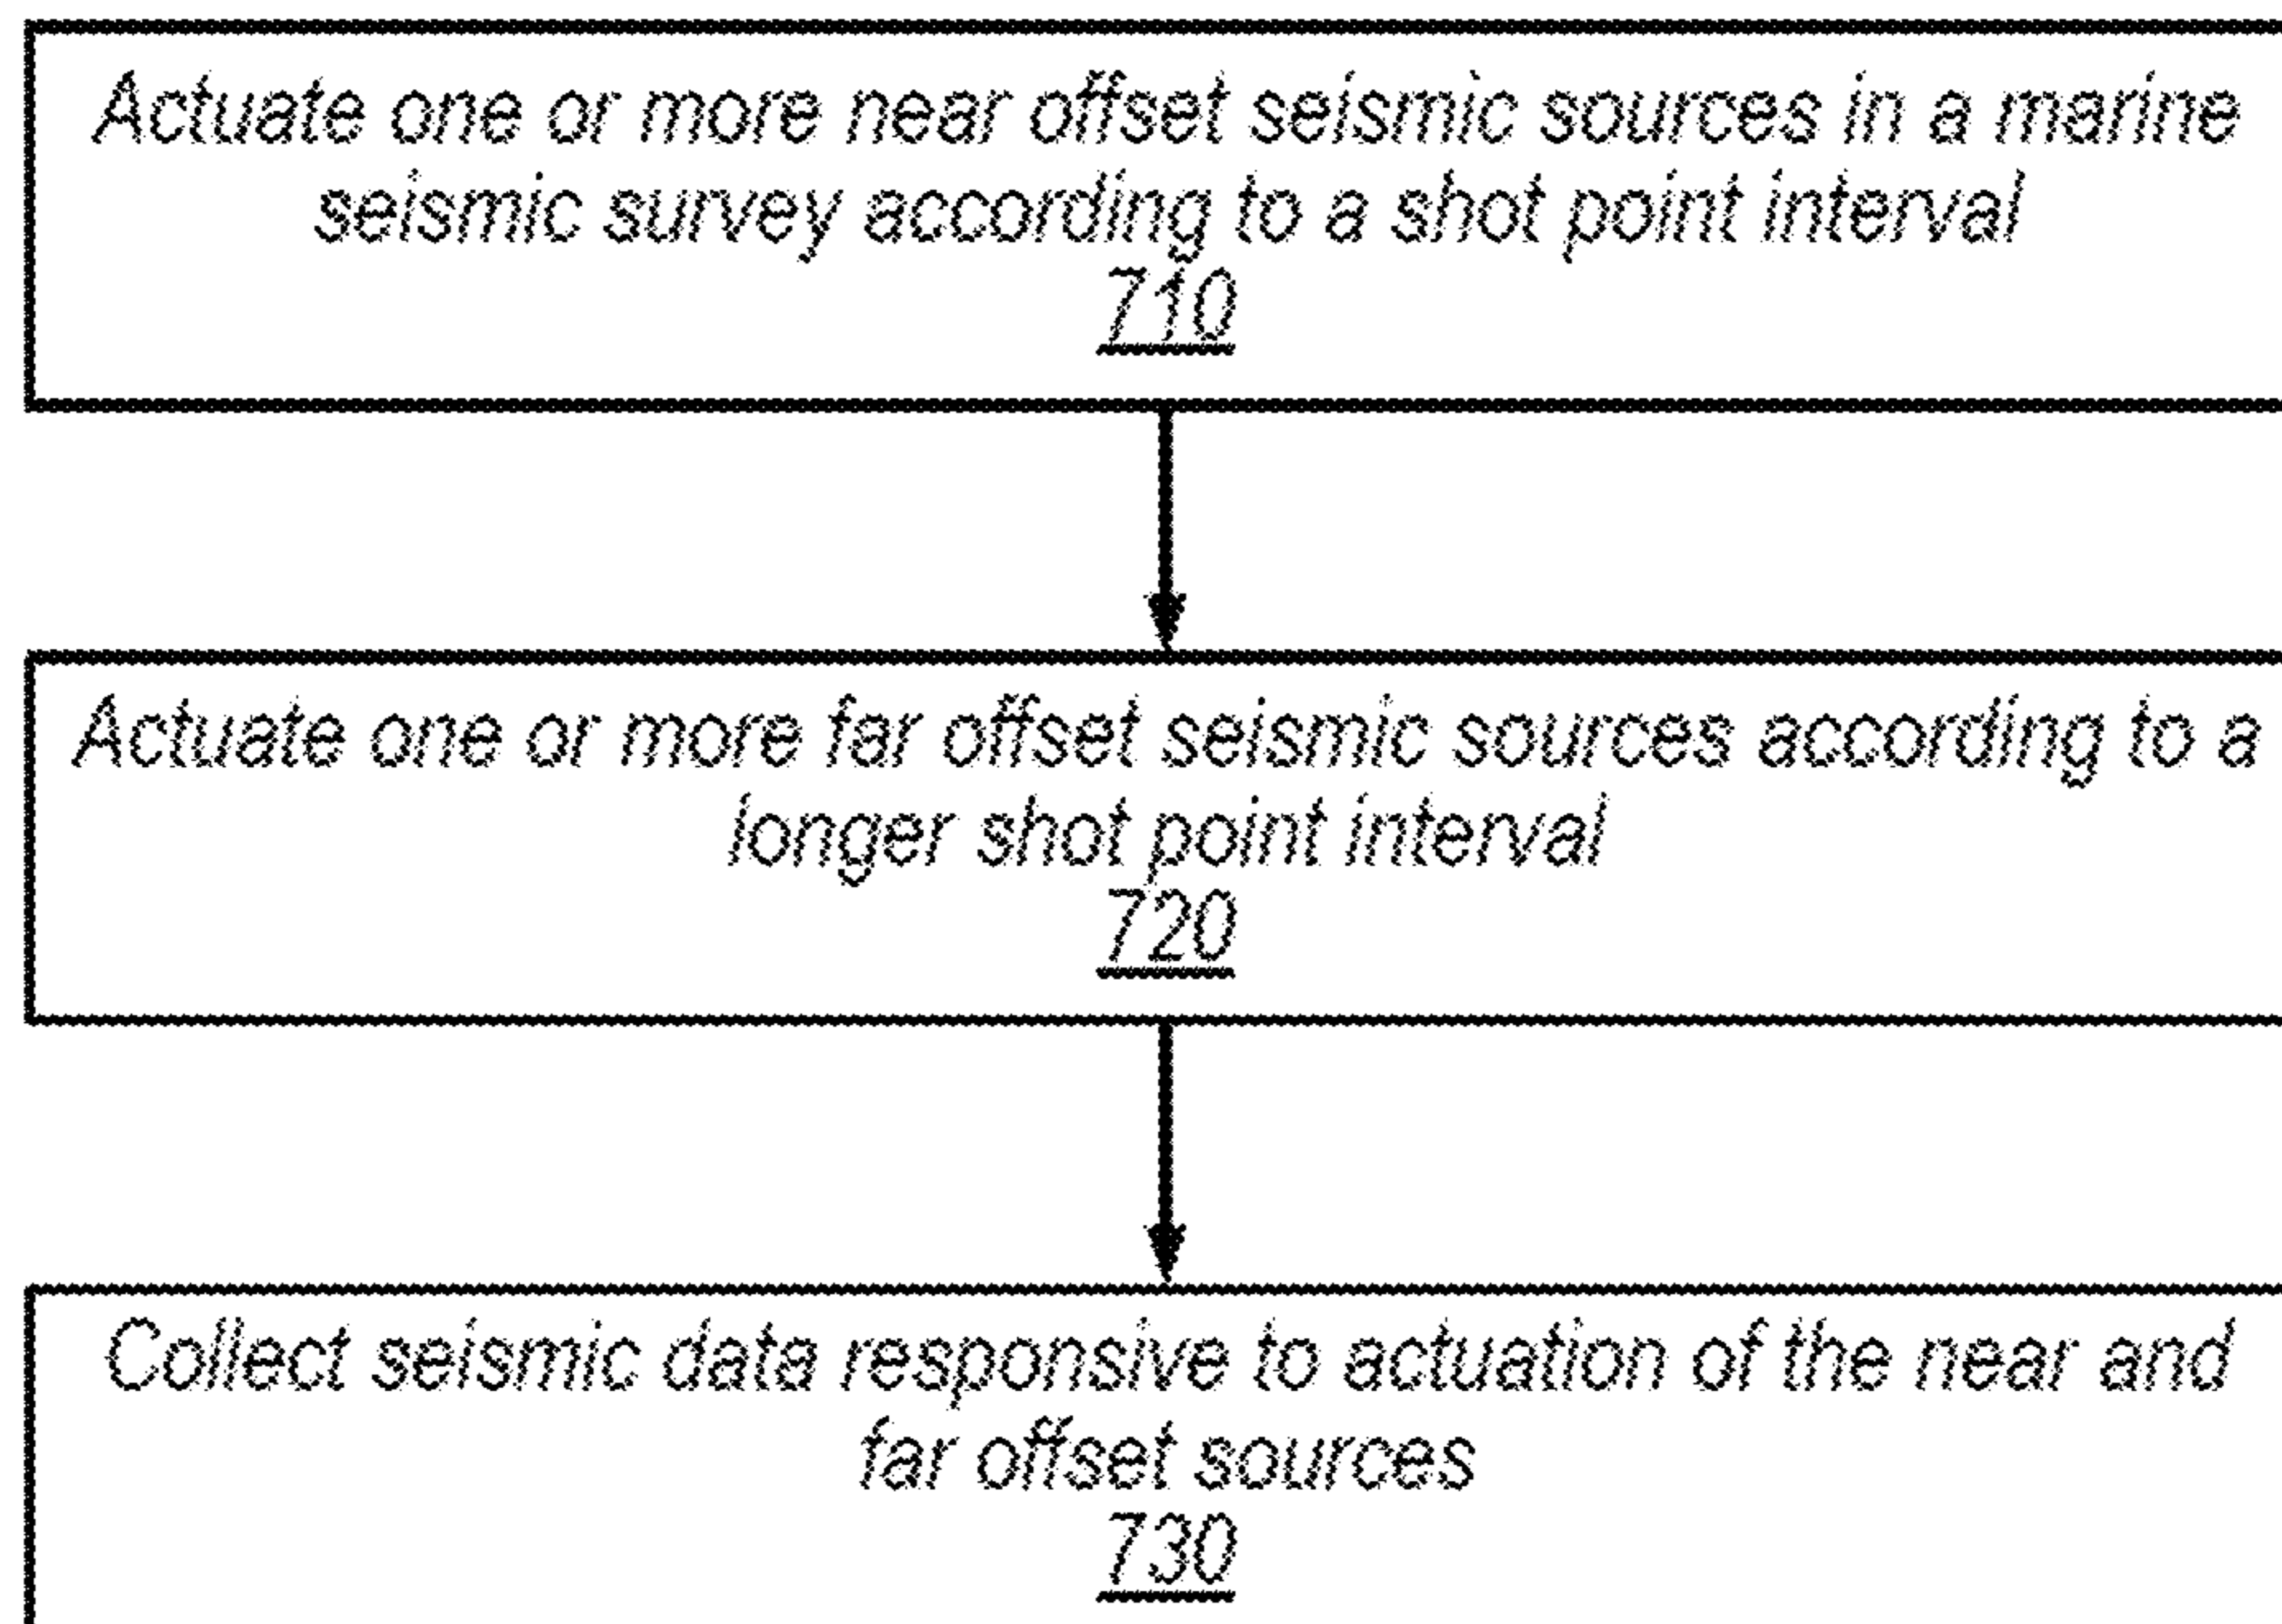 Actuate one or more near offset seismic sources in a marine
seismic survey according to a shot point interval
710
Actuate one or more far offset seismic sources according to a
longer shot point interval
720
Collect seismic data responsive to actuation of the near and
far offset sources
730